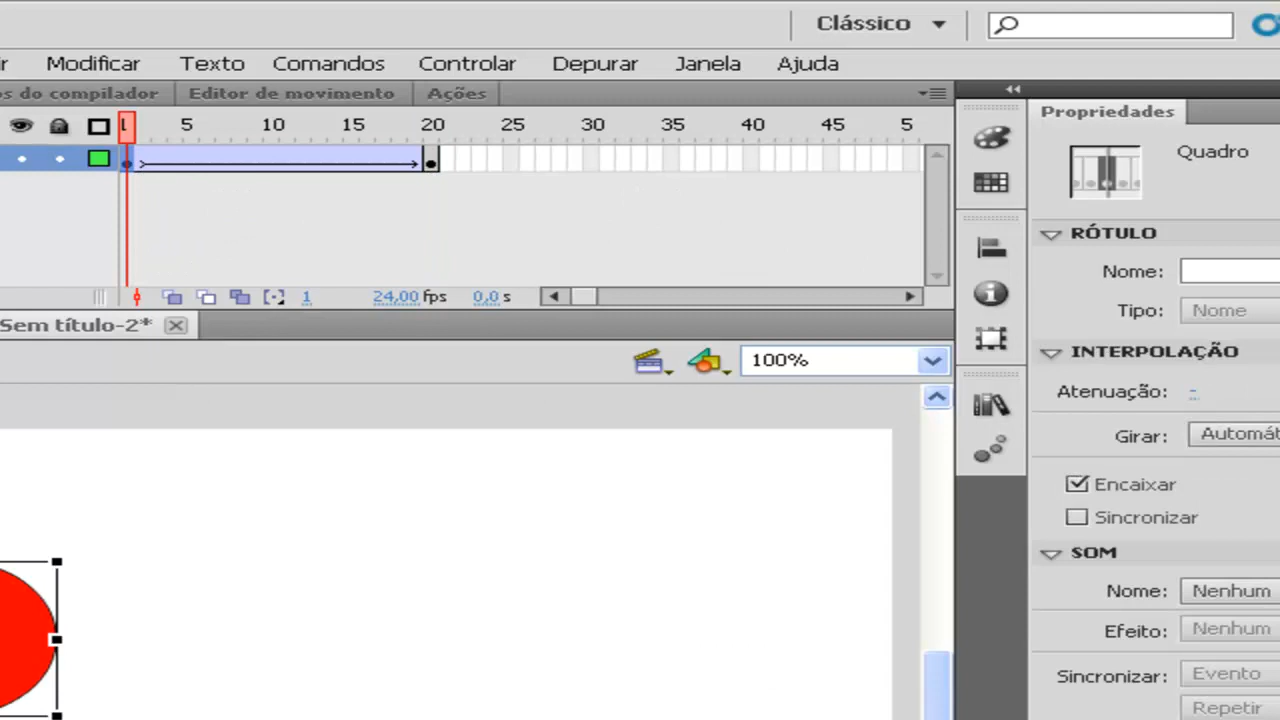 Clássico
Modificar Texto Comandos Controlar Depurar Janela Ajuda
os do compilador Editor de movimento Ações
Propriedades
1 5 10 15 20 25 30 35 40 45 5
Quadro
RÓTULO
Nome:
Tipo: Nome
1 24,00 fps 0,0 s
Sem título-2*
100%
INTERPOLAÇÃO
Atenuação:
Girar: Automát
Encaixar
Sincronizar
SOM
Nome: Nenhum
Efeito: Nenhum
Sincronizar: Evento
Repetir